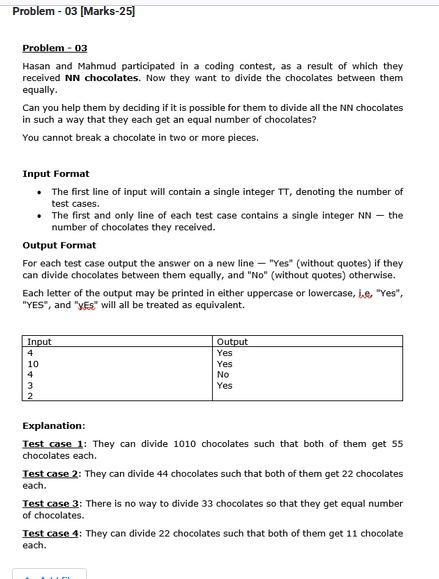 Problem - 03 [Marks-25]
Problem - 03
Hasan and Mahmud participated in a coding contest, as a result of which they
received NN chocolates. Now they want to divide the chocolates between them
equally.
Can you help them by deciding if it is possible for them to divide all the NN chocolates
in such a way that they each get an equal number of chocolates?
You cannot break a chocolate in two or more pieces.
Input Format
• The first line of input will contain a single integer TT, denoting the number of
test cases.
• The first and only line of each test case contains a single integer NN — the
number of chocolates they received.
Output Format
For each test case output the answer on a new line — "Yes" (without quotes) if they
can divide chocolates between them equally, and "No" (without quotes) otherwise.
Each letter of the output may be printed in either uppercase or lowercase, i.e, "Yes",
"YES", and "yEs" will all be treated as equivalent.
Input Output
4 Yes
10 Yes
4 No
3 Yes
2
Explanation:
Test case 1: They can divide 1010 chocolates such that both of them get 55
chocolates each.
Test case 2: They can divide 44 chocolates such that both of them get 22 chocolates
each.
Test case 3: There is no way to divide 33 chocolates so that they get equal number
of chocolates.
Test case 4: They can divide 22 chocolates such that both of them get 11 chocolate
each.